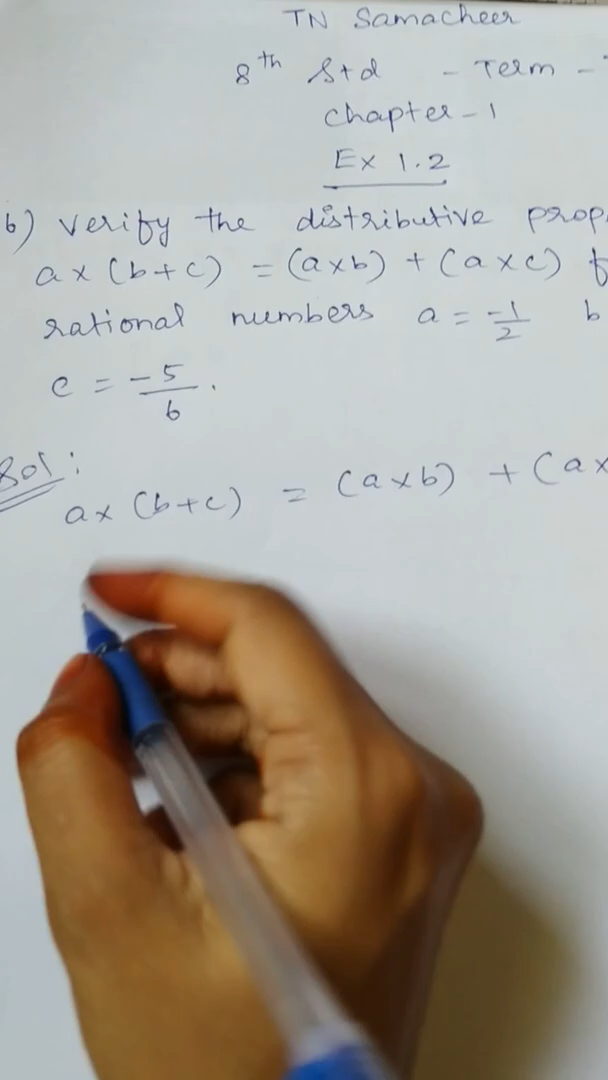 TN Samacheer
8th Std - Term -
Chapter - 1
Ex 1.2
6) Verify the distributive
a × (b+c) = (a×b) + (a×c)
rational numbers a = -1/2 b
c = -5/6.
Sol:
a× (b+c) = (a×b) + (a×